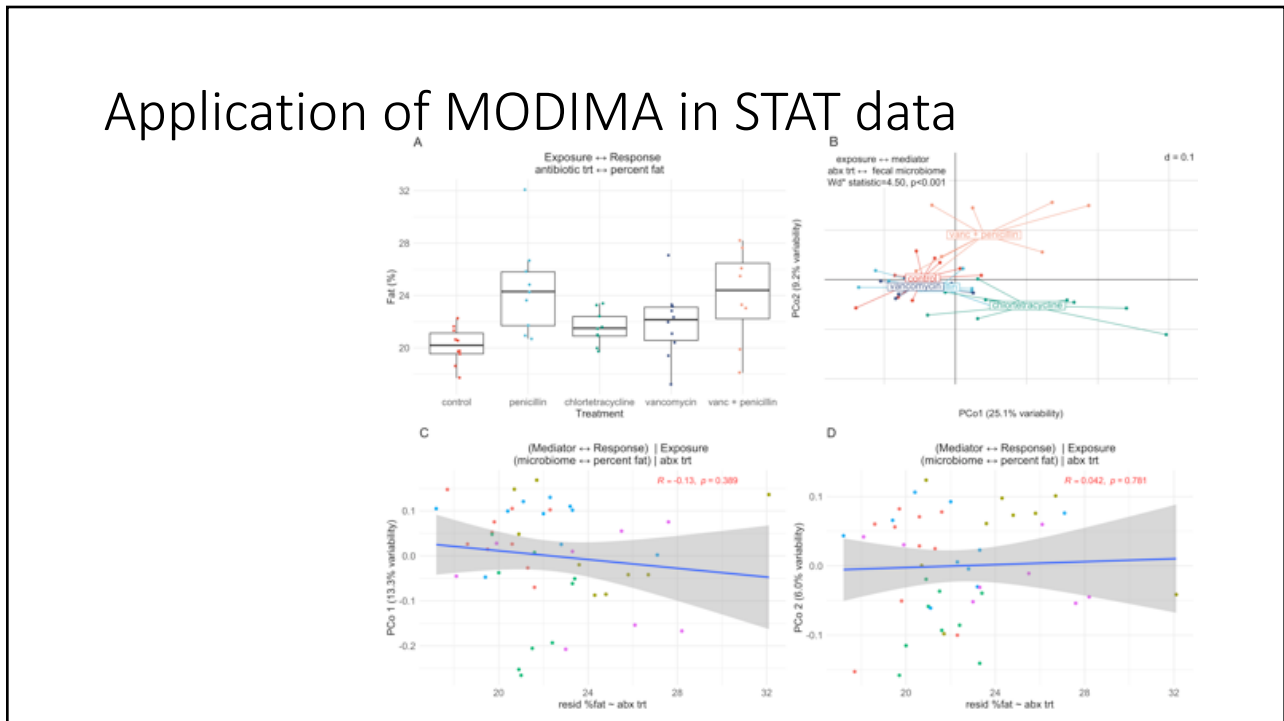 Application of MODIMA in STAT data
A
Exposure ↔ Response
antibiotic trt ↔ percent fat
32
28
24
20
Fat (%)
control penicillin chlortetracycline vancomycin vanc + penicillin
Treatment
B
exposure ↔ mediator
abx trt ↔ fecal microbiome
Wd* statistic=4.50, p<0.001
d = 0.1
PCo2 (9.2% variability)
vanc + penicillin
control
vancomycin
chlortetracycline
PCo1 (25.1% variability)
C
(Mediator ↔ Response) | Exposure
(microbiome ↔ percent fat) | abx trt
R = -0.13, p = 0.389
0.1
0.0
-0.1
-0.2
PCo 1 (13.3% variability)
20 24 28 32
resid %fat ~ abx trt
D
(Mediator ↔ Response) | Exposure
(microbiome ↔ percent fat) | abx trt
R = 0.042, p = 0.781
0.1
0.0
-0.1
PCo 2 (6.0% variability)
20 24 28 32
resid %fat ~ abx trt